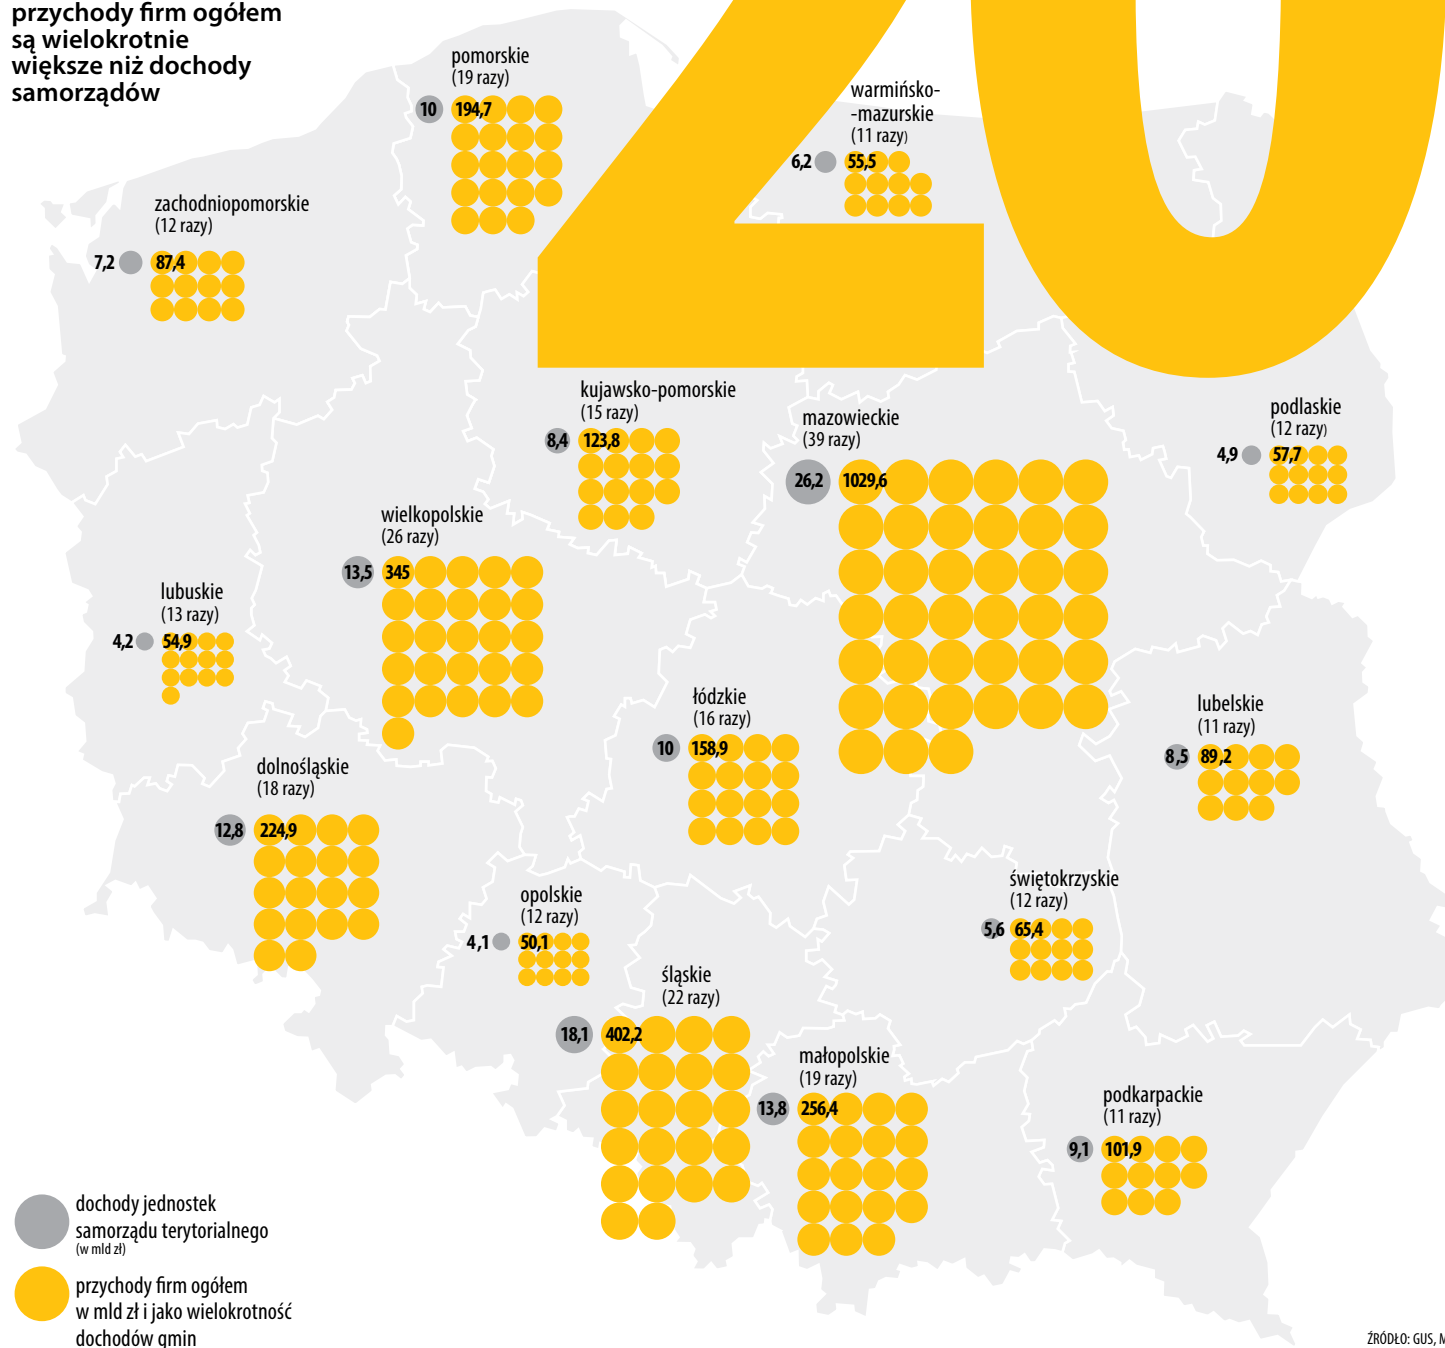 przychody firm ogółem
są wielokrotnie
większe niż dochody
samorządów
20
pomorskie
(19 razy)
10 194,7
warmińsko-
-mazurskie
(11 razy)
6,2 55,5
zachodniopomorskie
(12 razy)
7,2 87,4
kujawsko-pomorskie
(15 razy)
8,4 123,8
mazowieckie
(39 razy)
26,2 1029,6
podlaskie
(12 razy)
4,9 57,7
wielkopolskie
(26 razy)
13,5 345
lubuskie
(13 razy)
4,2 54,9
łódzkie
(16 razy)
10 158,9
lubelskie
(11 razy)
8,5 89,2
dolnośląskie
(18 razy)
12,8 224,9
opolskie
(12 razy)
4,1 50,1
świętokrzyskie
(12 razy)
5,6 65,4
śląskie
(22 razy)
18,1 402,2
małopolskie
(19 razy)
13,8 256,4
podkarpackie
(11 razy)
9,1 101,9
dochody jednostek
samorządu terytorialnego
(w mld zł)
przychody firm ogółem
w mld zł i jako wielokrotność
dochodów gmin
ŹRÓDŁO: GUS, M